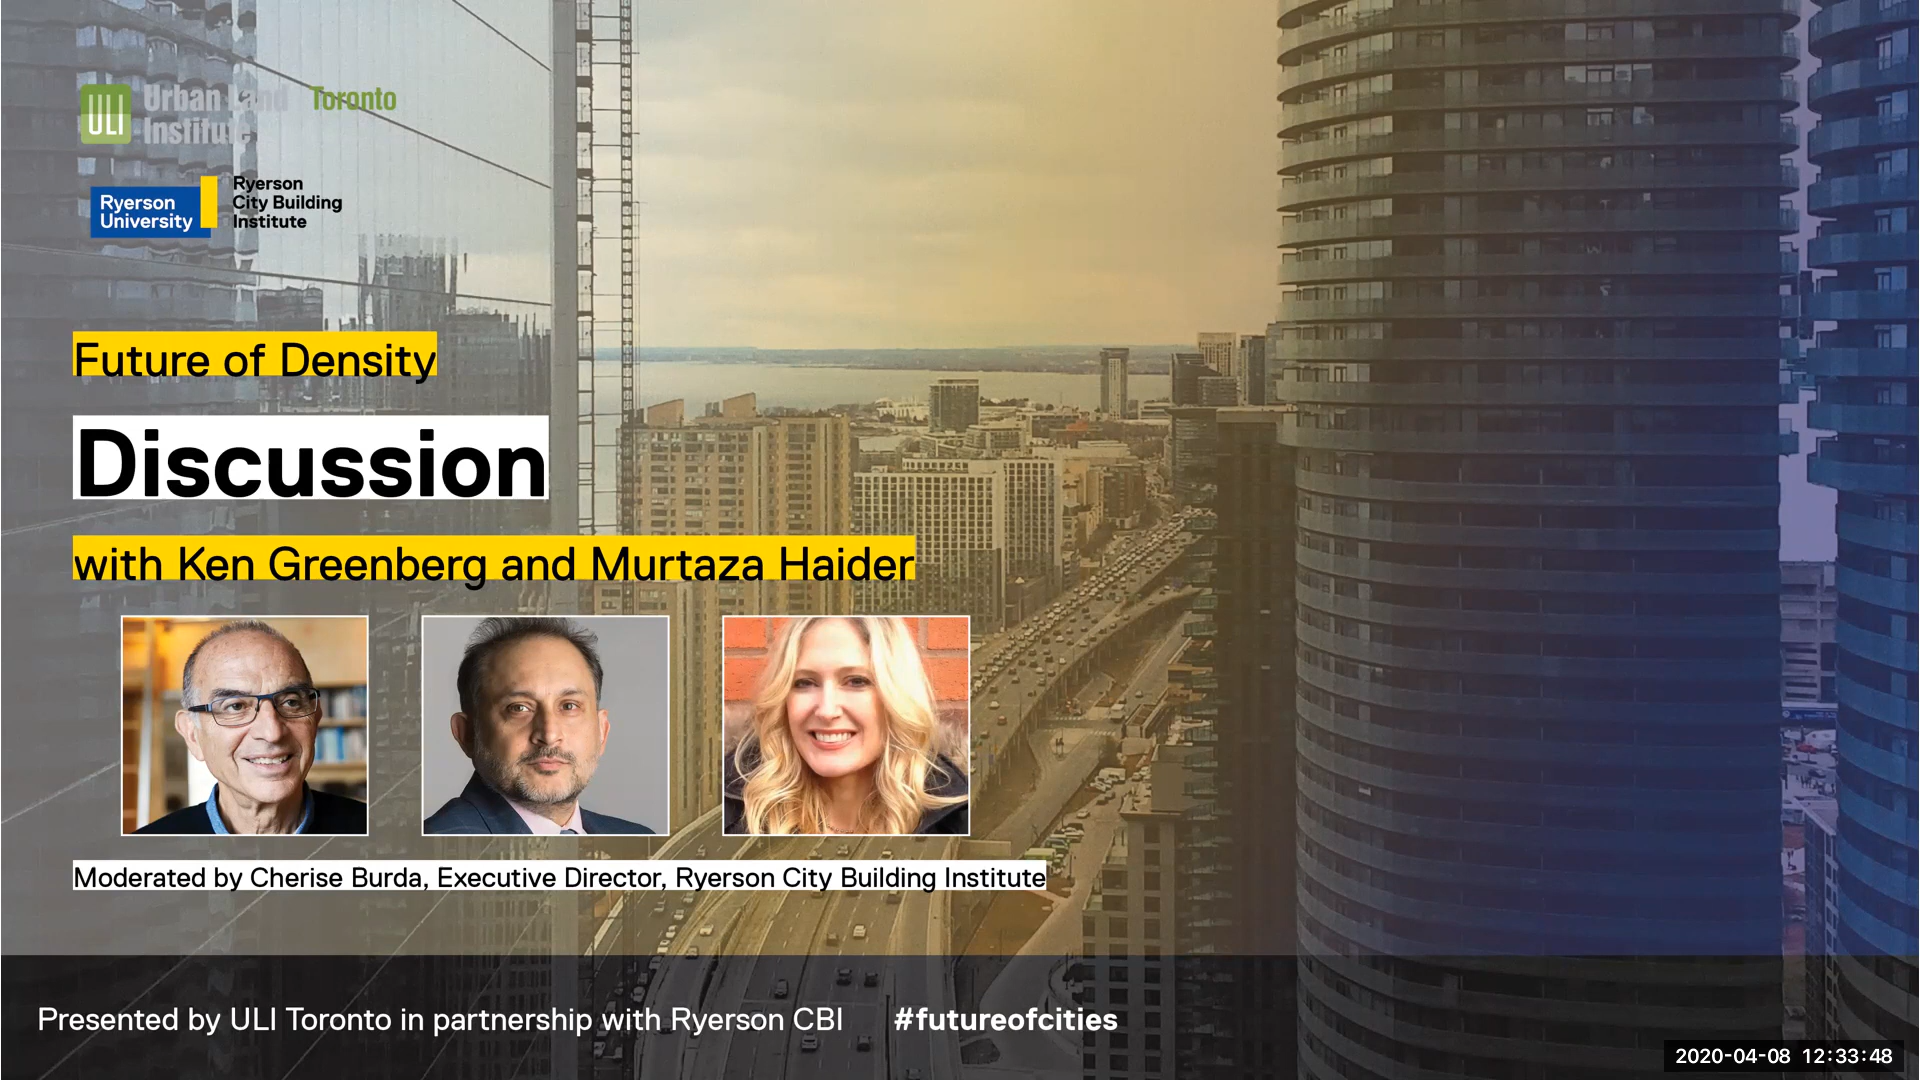 ULI Urban Land Toronto
Institute
Ryerson
University
Ryerson
City Building
Institute
Future of Density
Discussion
with Ken Greenberg and Murtaza Haider
Moderated by Cherise Burda, Executive Director, Ryerson City Building Institute
Presented by ULI Toronto in partnership with Ryerson CBI #futureofcities
2020-04-08 12:33:48